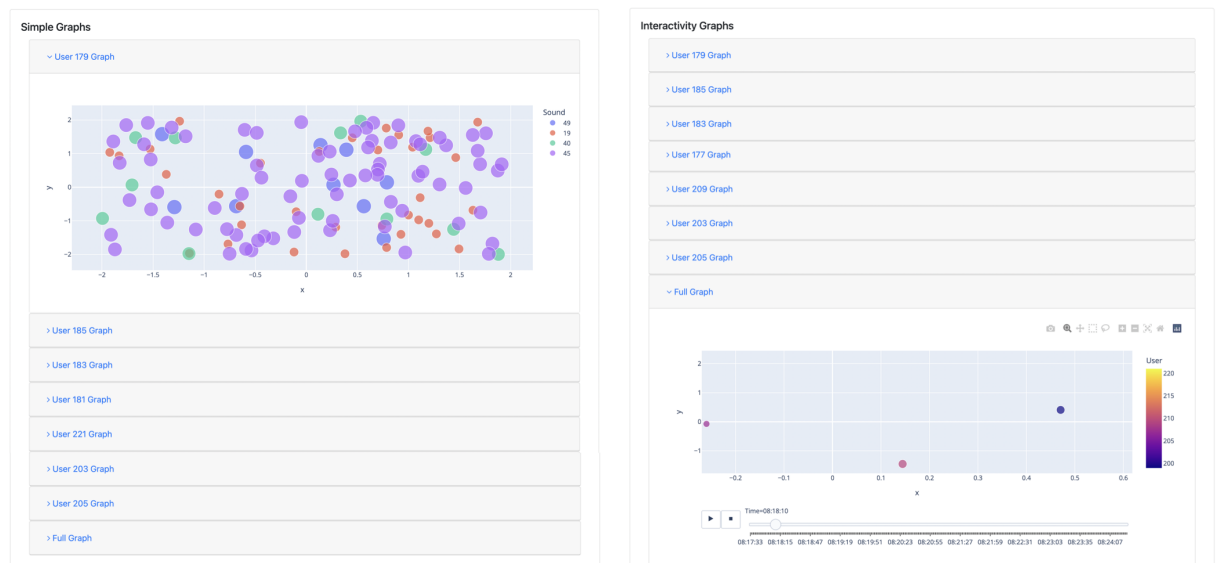 Simple Graphs
User 179 Graph
2
1
0
−1
−2
y
−2
−1.5
−1
−0.5
0
0.5
1
1.5
2
x
Sound
49
19
40
45
User 185 Graph
User 183 Graph
User 181 Graph
User 221 Graph
User 203 Graph
User 205 Graph
Full Graph
Interactivity Graphs
User 179 Graph
User 185 Graph
User 183 Graph
User 177 Graph
User 209 Graph
User 203 Graph
User 205 Graph
Full Graph
2
1
0
−1
y
−0.2
−0.1
0
0.1
0.2
0.3
0.4
0.5
0.6
x
User
220
215
210
205
200
Time=08:18:10
08:17:33 08:18:15 08:18:47 08:19:19 08:19:51 08:20:23 08:20:55 08:21:27 08:21:59 08:22:31 08:23:03 08:23:35 08:24:07